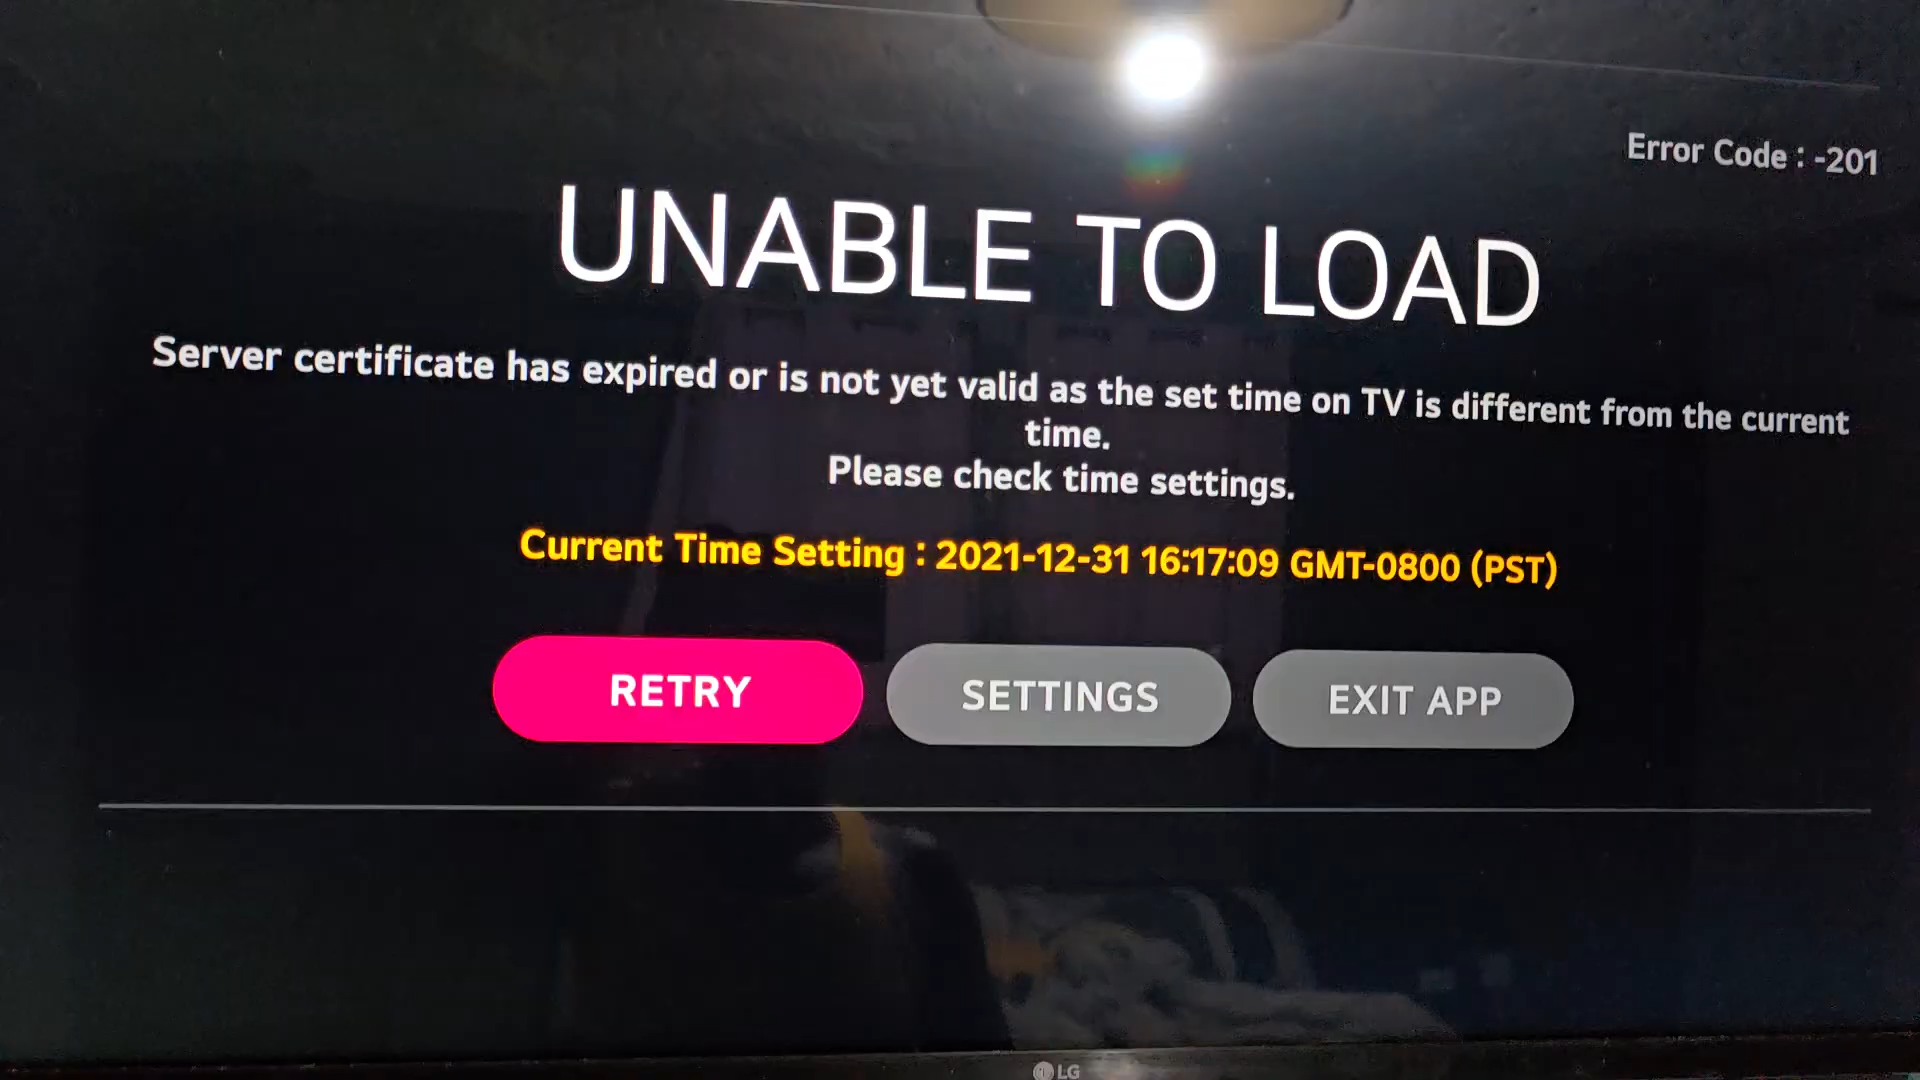 Error Code : -201
UNABLE TO LOAD
Server certificate has expired or is not yet valid as the set time on TV is different from the current
time.
Please check time settings.
Current Time Setting : 2021-12-31 16:17:09 GMT-0800 (PST)
RETRY SETTINGS EXIT APP
LG